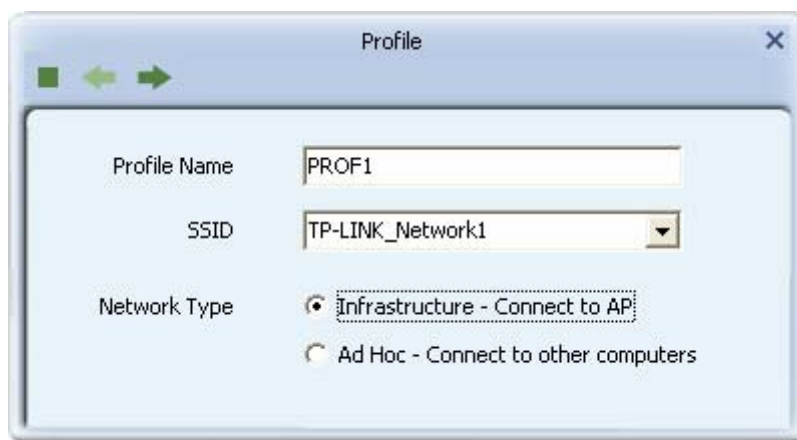 Profile
Profile Name
PROF1
SSID
TP-LINK_Network1
Network Type
Infrastructure - Connect to AP
Ad Hoc - Connect to other computers